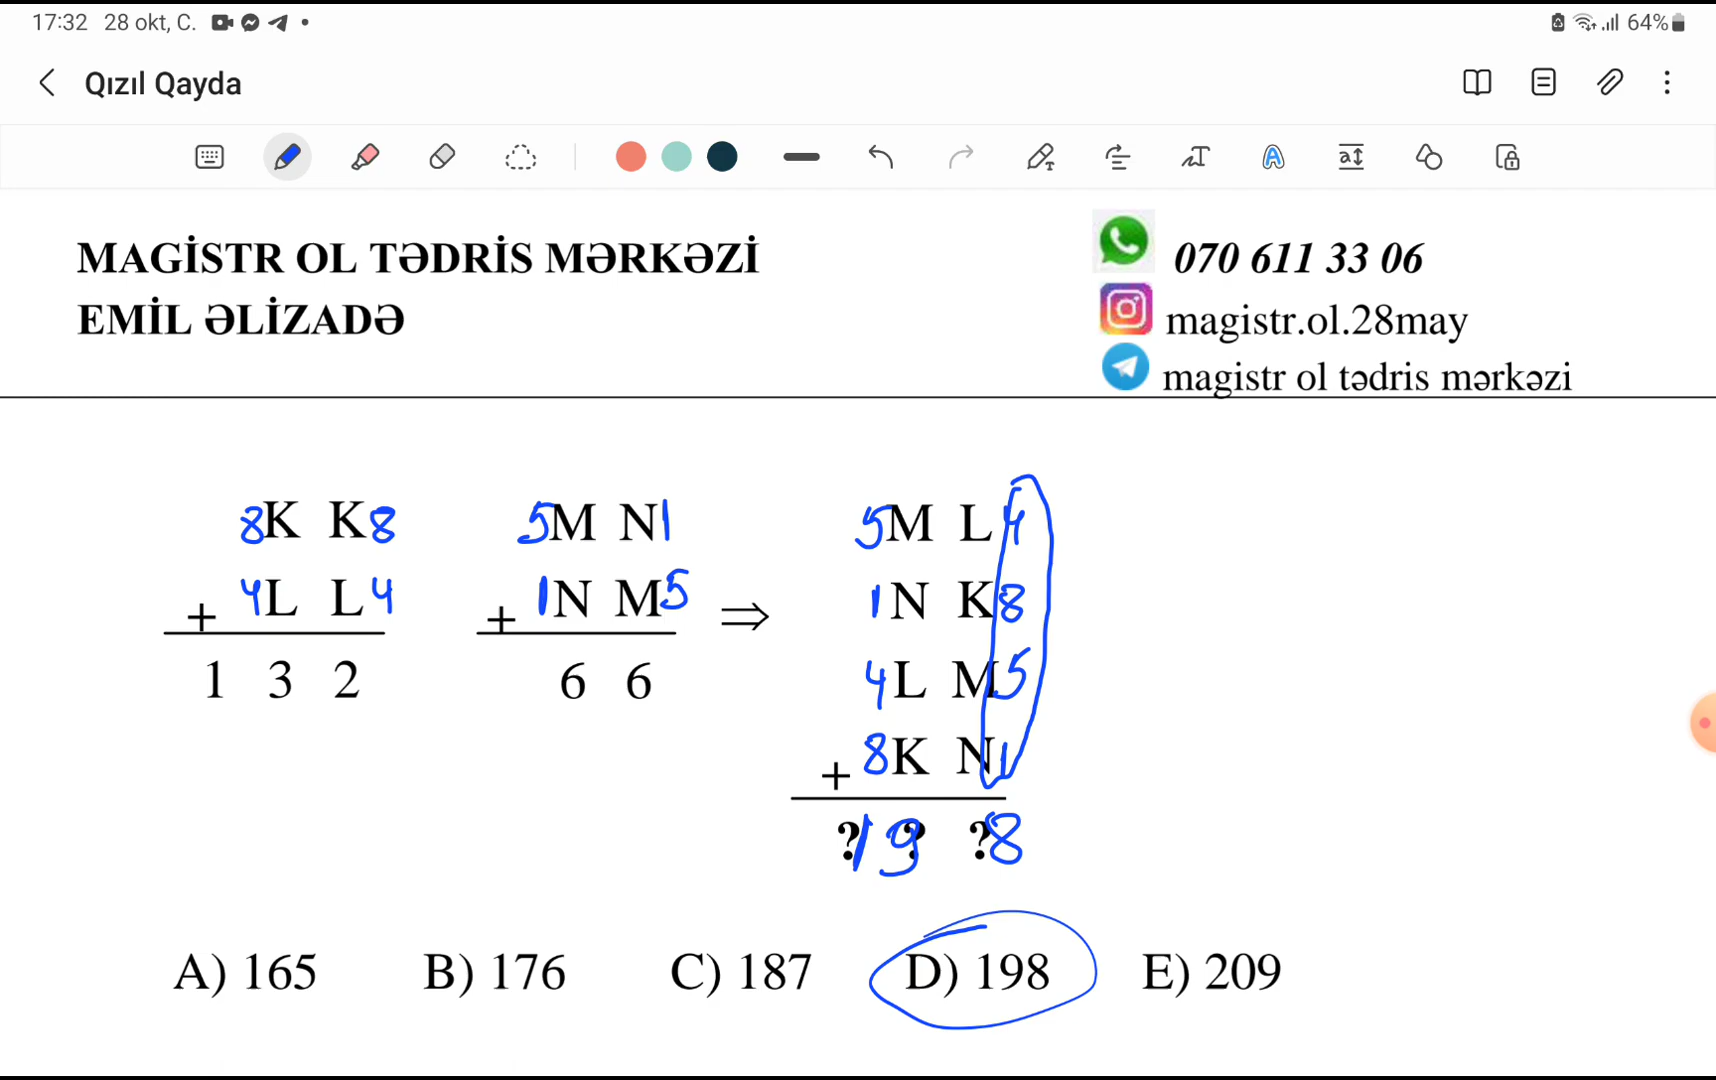 17:32 28 okt, C. 64%
Qızıl Qayda
MAGİSTR OL TƏDRİS MƏRKƏZİ
EMİL ƏLİZADƏ
070 611 33 06
magistr.ol.28may
magistr ol tədris mərkəzi
8K K8 5M N1 5M L4
+ 4L L4 + 1N M5 ⇒ 1N K8
1 3 2 6 6 4L M5
+ 8K N1
?1 ?9 ?8
A) 165 B) 176 C) 187 D) 198 E) 209